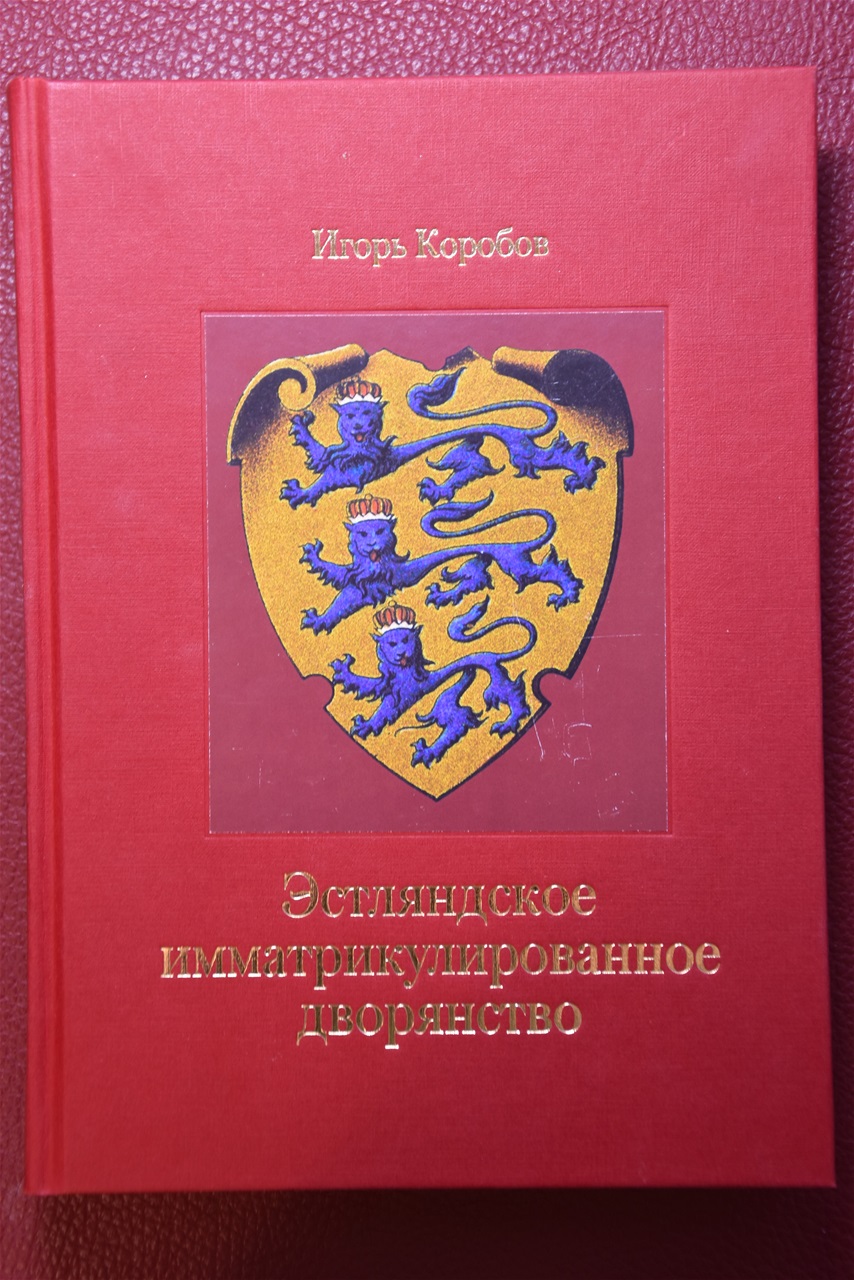 Игорь Коробов
Эстляндское
имматрикулированное
дворянство